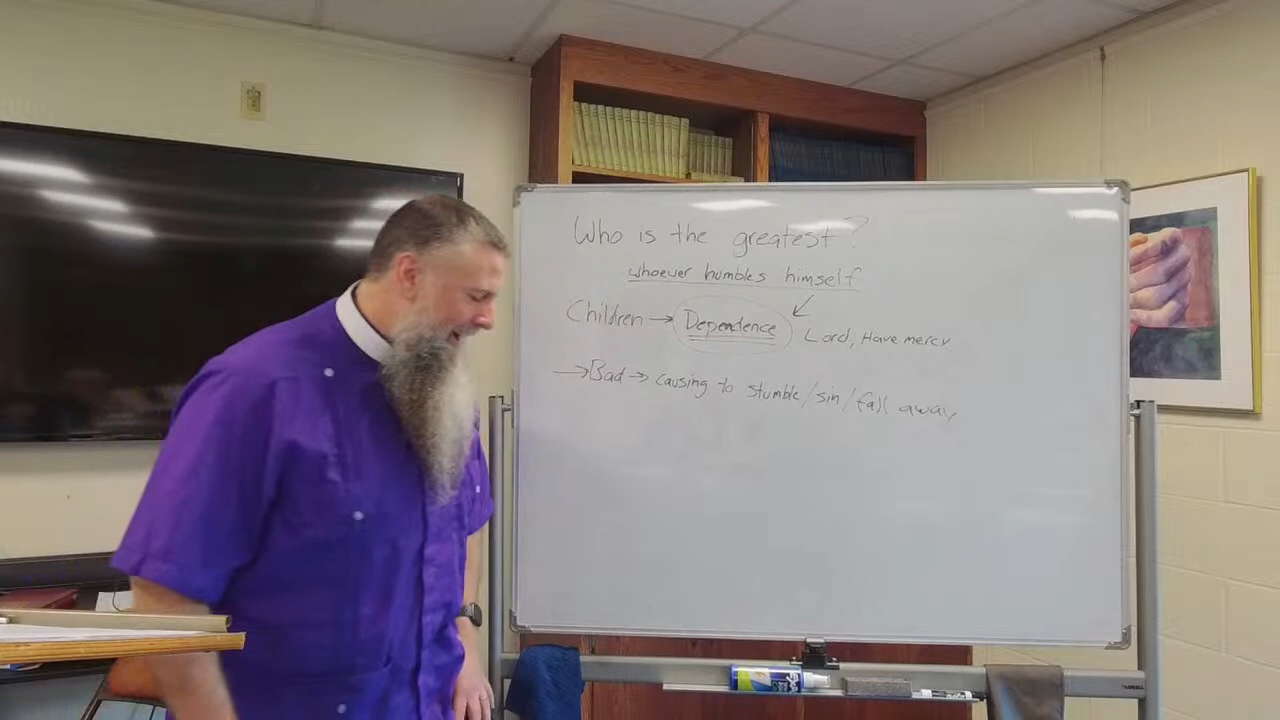 Who is the greatest?
whoever humbles himself
Children → Dependence
Lord, Have mercy
→ Bad → causing to stumble/sin/fall away